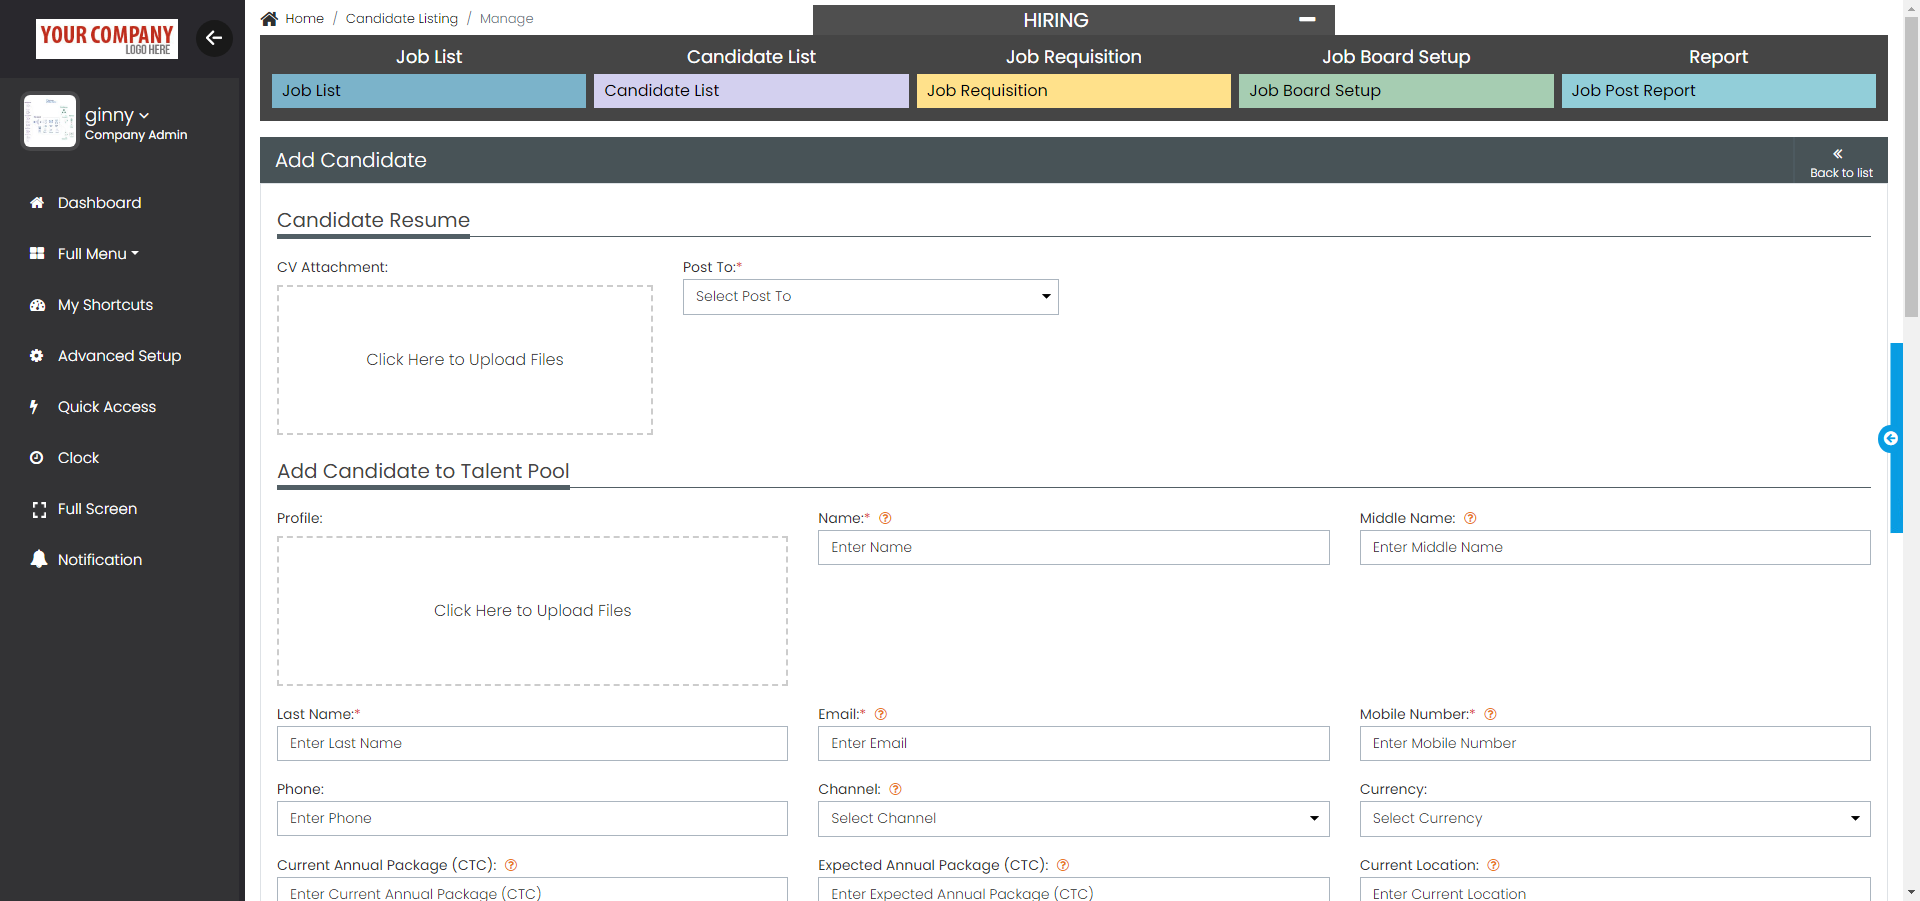 YOUR COMPANY
LOGO HERE
ginny
Company Admin
Dashboard
Full Menu
My Shortcuts
Advanced Setup
Quick Access
Clock
Full Screen
Notification
Home / Candidate Listing / Manage
HIRING
Job List Candidate List Job Requisition Job Board Setup Report
Job List Candidate List Job Requisition Job Board Setup Job Post Report
Add Candidate
Back to list
Candidate Resume
CV Attachment: Post To:*
Select Post To
Click Here to Upload Files
Add Candidate to Talent Pool
Profile: Name:* Middle Name:
Enter Name Enter Middle Name
Click Here to Upload Files
Last Name:* Email:* Mobile Number:*
Enter Last Name Enter Email Enter Mobile Number
Phone: Channel: Currency:
Enter Phone Select Channel Select Currency
Current Annual Package (CTC): Expected Annual Package (CTC): Current Location:
Enter Current Annual Package (CTC) Enter Expected Annual Package (CTC) Enter Current Location